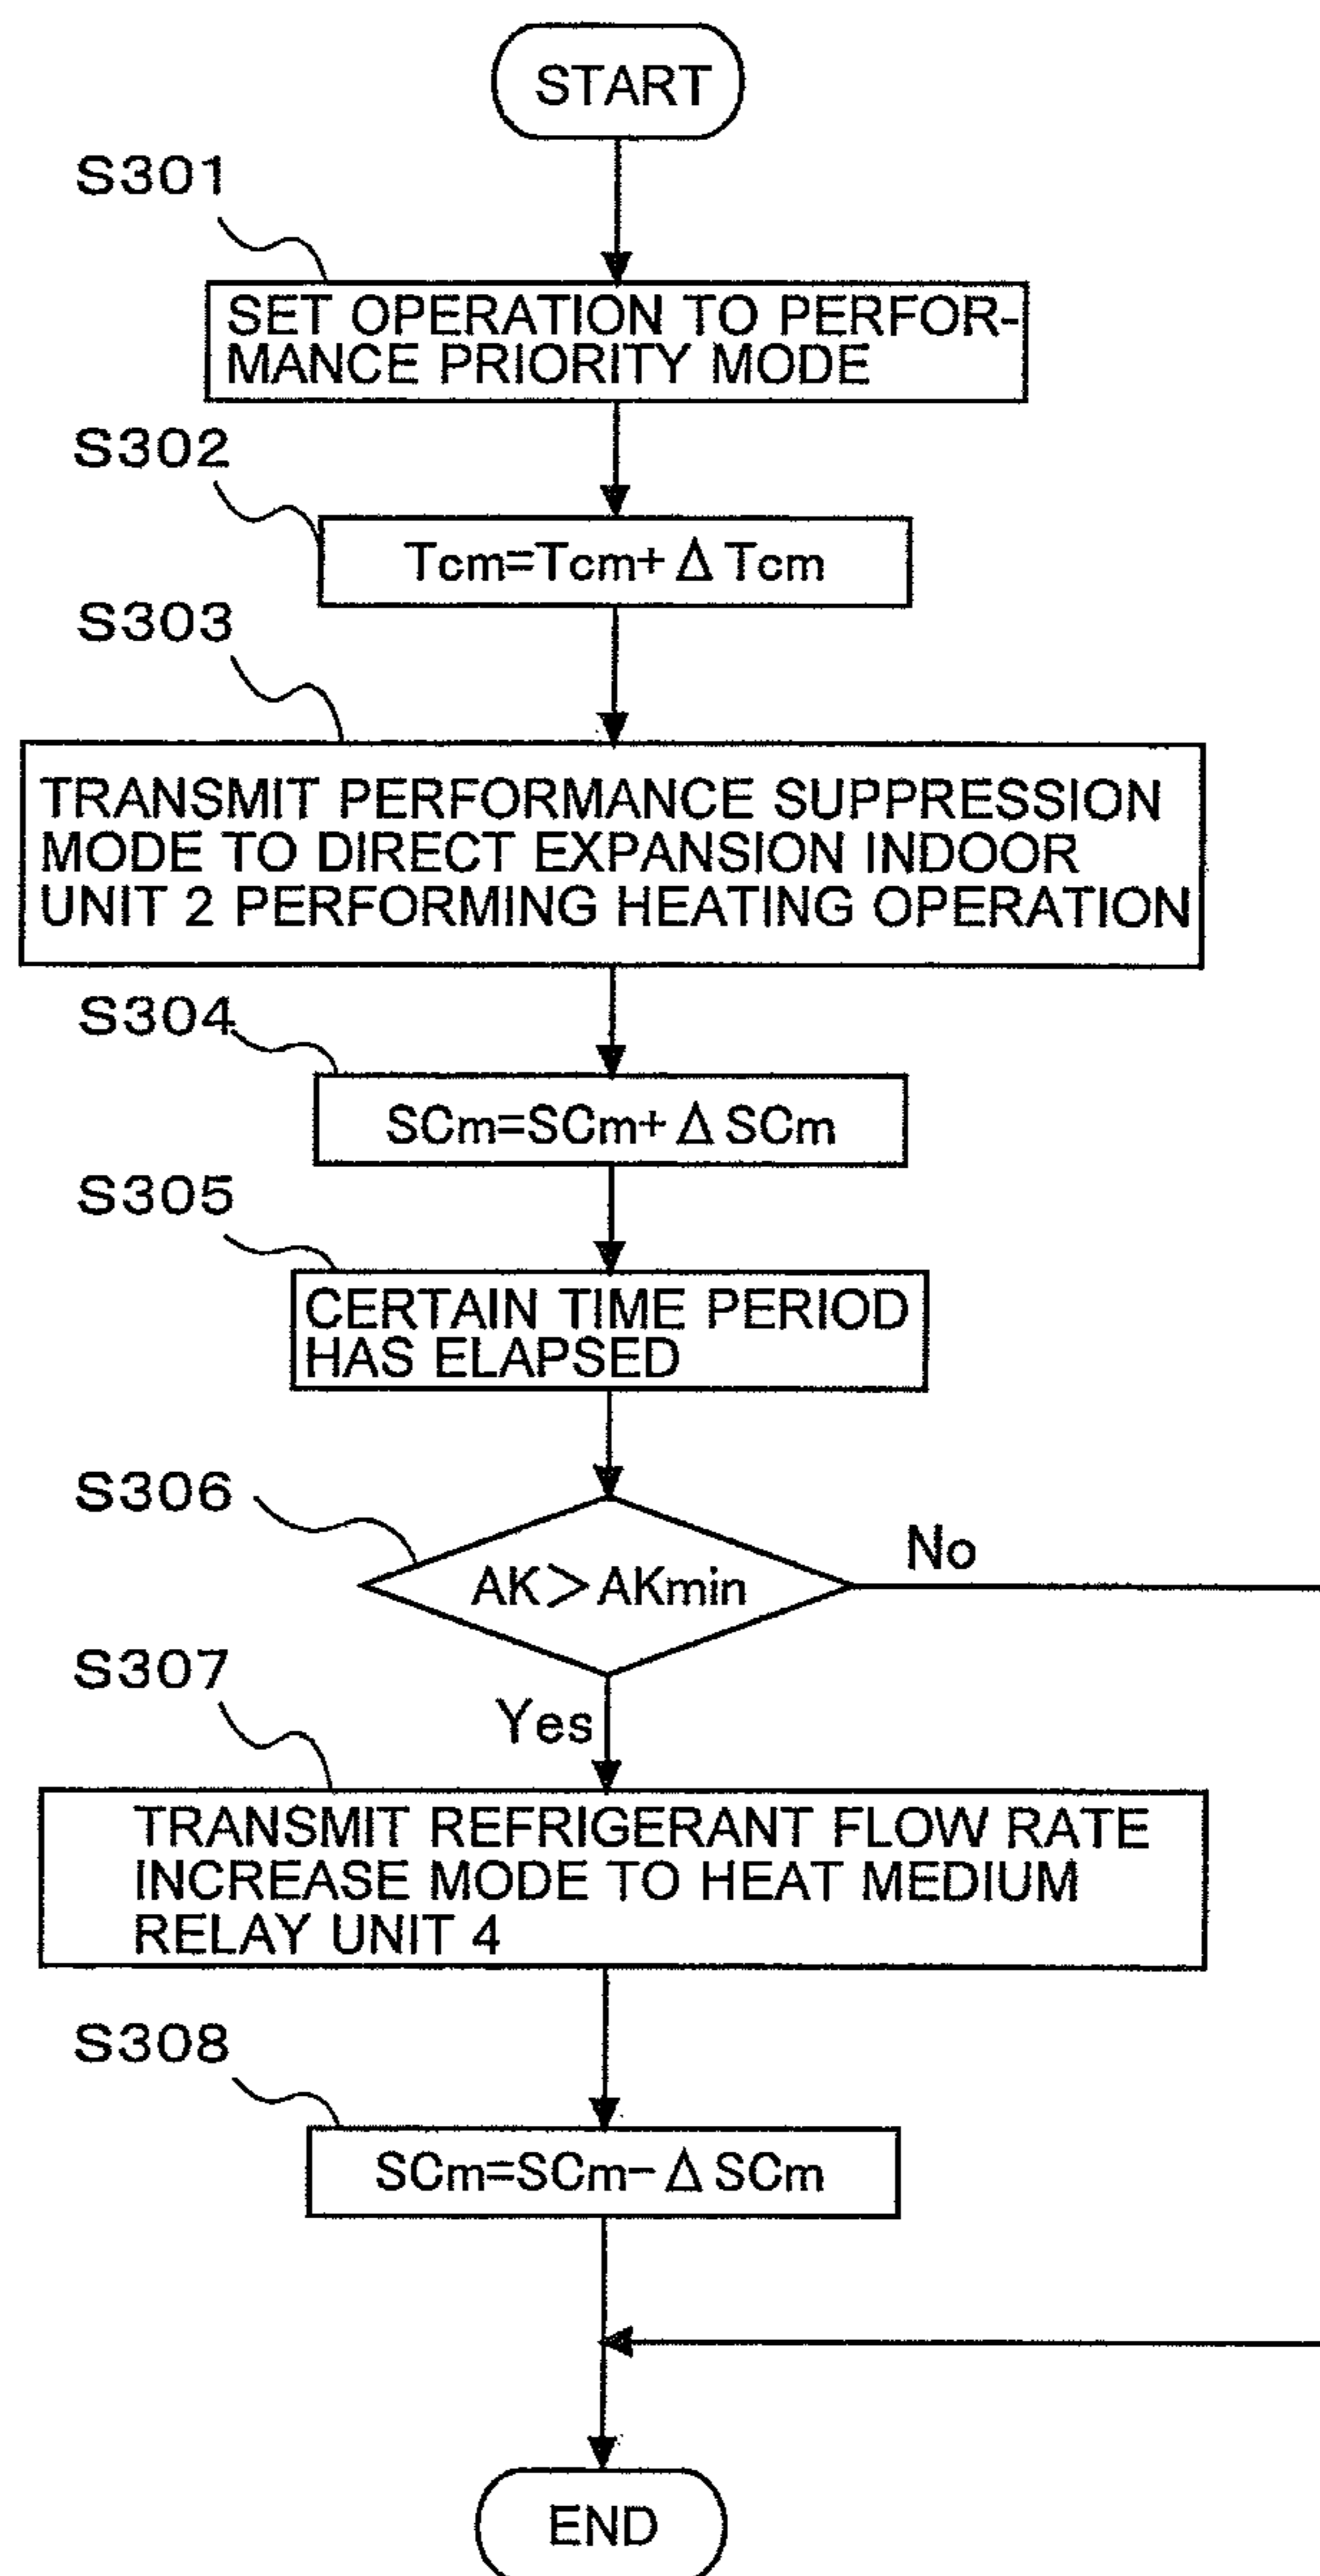 START
S301
SET OPERATION TO PERFOR-
MANCE PRIORITY MODE
S302
Tcm=Tcm+ΔTcm
S303
TRANSMIT PERFORMANCE SUPPRESSION
MODE TO DIRECT EXPANSION INDOOR
UNIT 2 PERFORMING HEATING OPERATION
S304
SCm=SCm+ΔSCm
S305
CERTAIN TIME PERIOD
HAS ELAPSED
S306
AK>AKmin
No
Yes
S307
TRANSMIT REFRIGERANT FLOW RATE
INCREASE MODE TO HEAT MEDIUM
RELAY UNIT 4
S308
SCm=SCm-ΔSCm
END